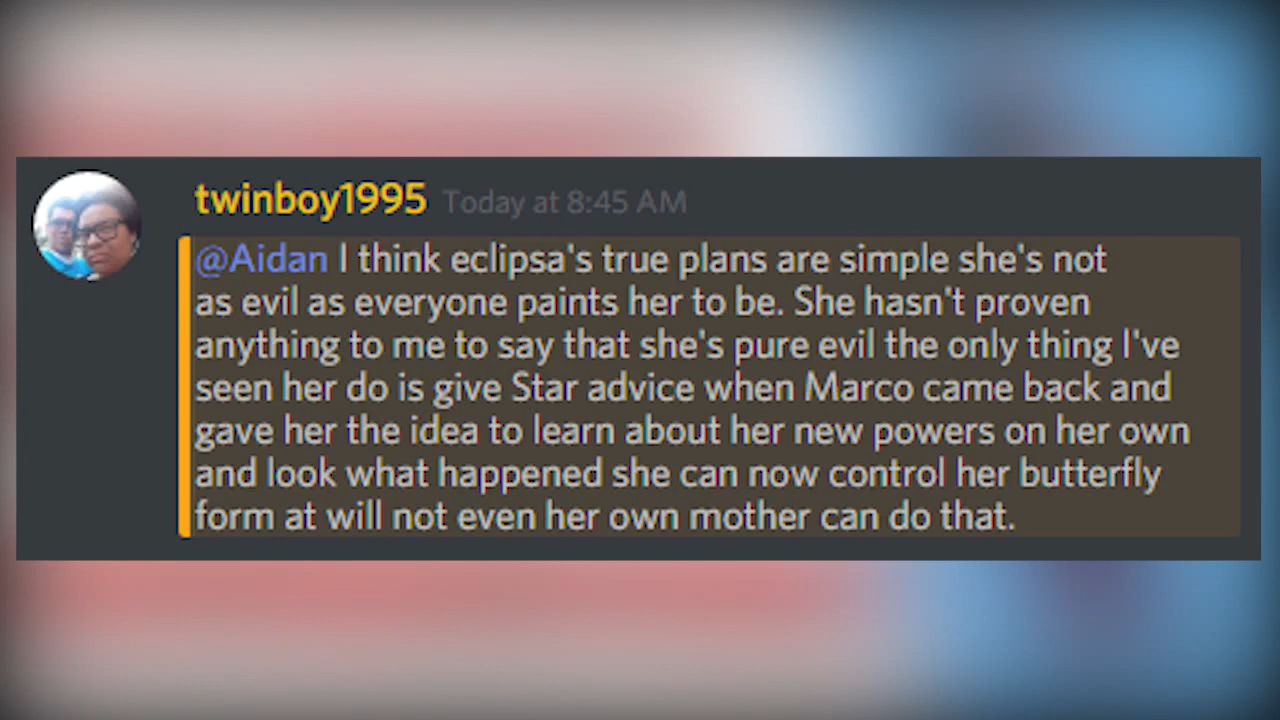 twinboy1995 Today at 8:45 AM
@Aidan I think eclipsa's true plans are simple she's not
as evil as everyone paints her to be. She hasn't proven
anything to me to say that she's pure evil the only thing I've
seen her do is give Star advice when Marco came back and
gave her the idea to learn about her new powers on her own
and look what happened she can now control her butterfly
form at will not even her own mother can do that.